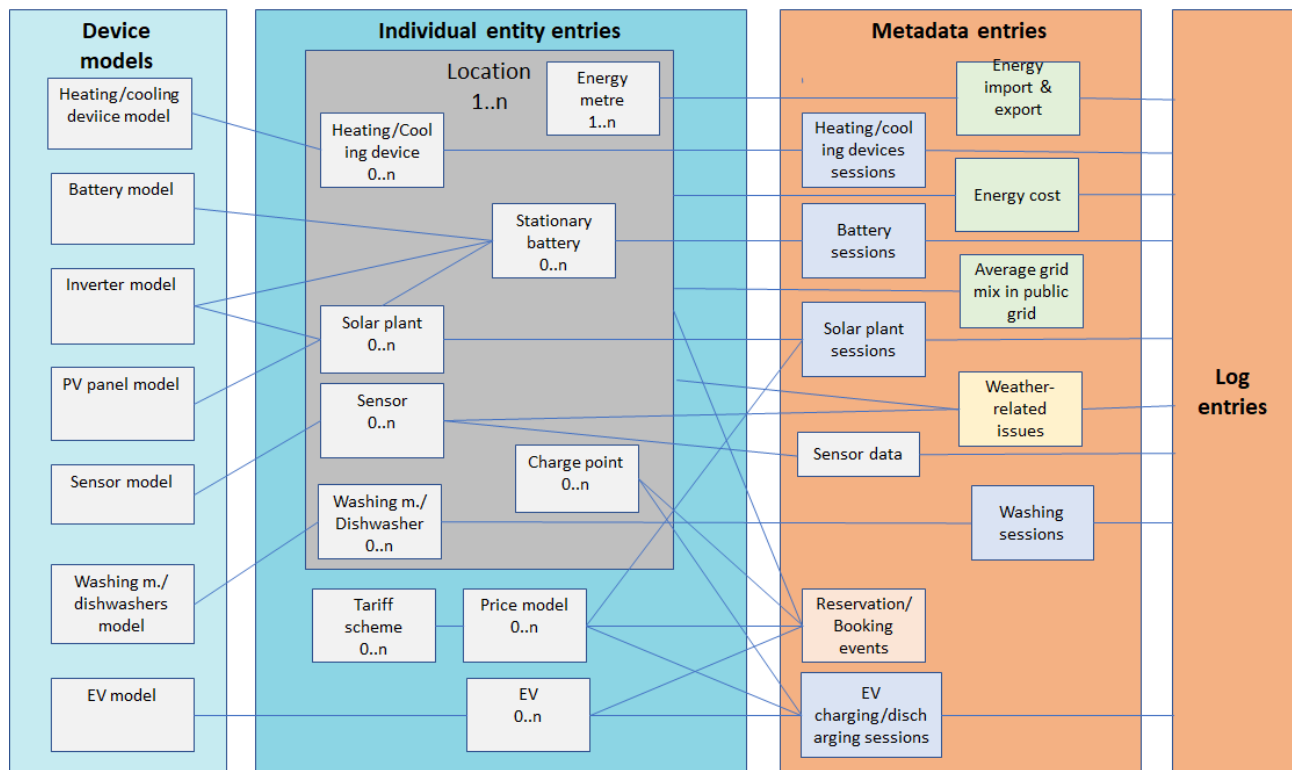 Device
models
Heating/cooling
deviice model
Battery model
Inverter model
PV panel model
Sensor model
Washing m./
dishwashers
model
EV model
Individual entity entries
Location
1..n
Energy
metre
1..n
Heating/Cool
ing device
0..n
Stationary
battery
0..n
Solar plant
0..n
Sensor
0..n
Charge point
0..n
Washing m./
Dishwasher
0..n
Tariff
scheme
0..n
Price model
0..n
EV
0..n
Metadata entries
Energy
import &
export
Heating/cool
ing devices
sessions
Energy cost
Battery
sessions
Average grid
mix in public
grid
Solar plant
sessions
Weather-
related
issues
Sensor data
Washing
sessions
Reservation/
Booking
events
EV
charging/disch
arging sessions
Log
entries